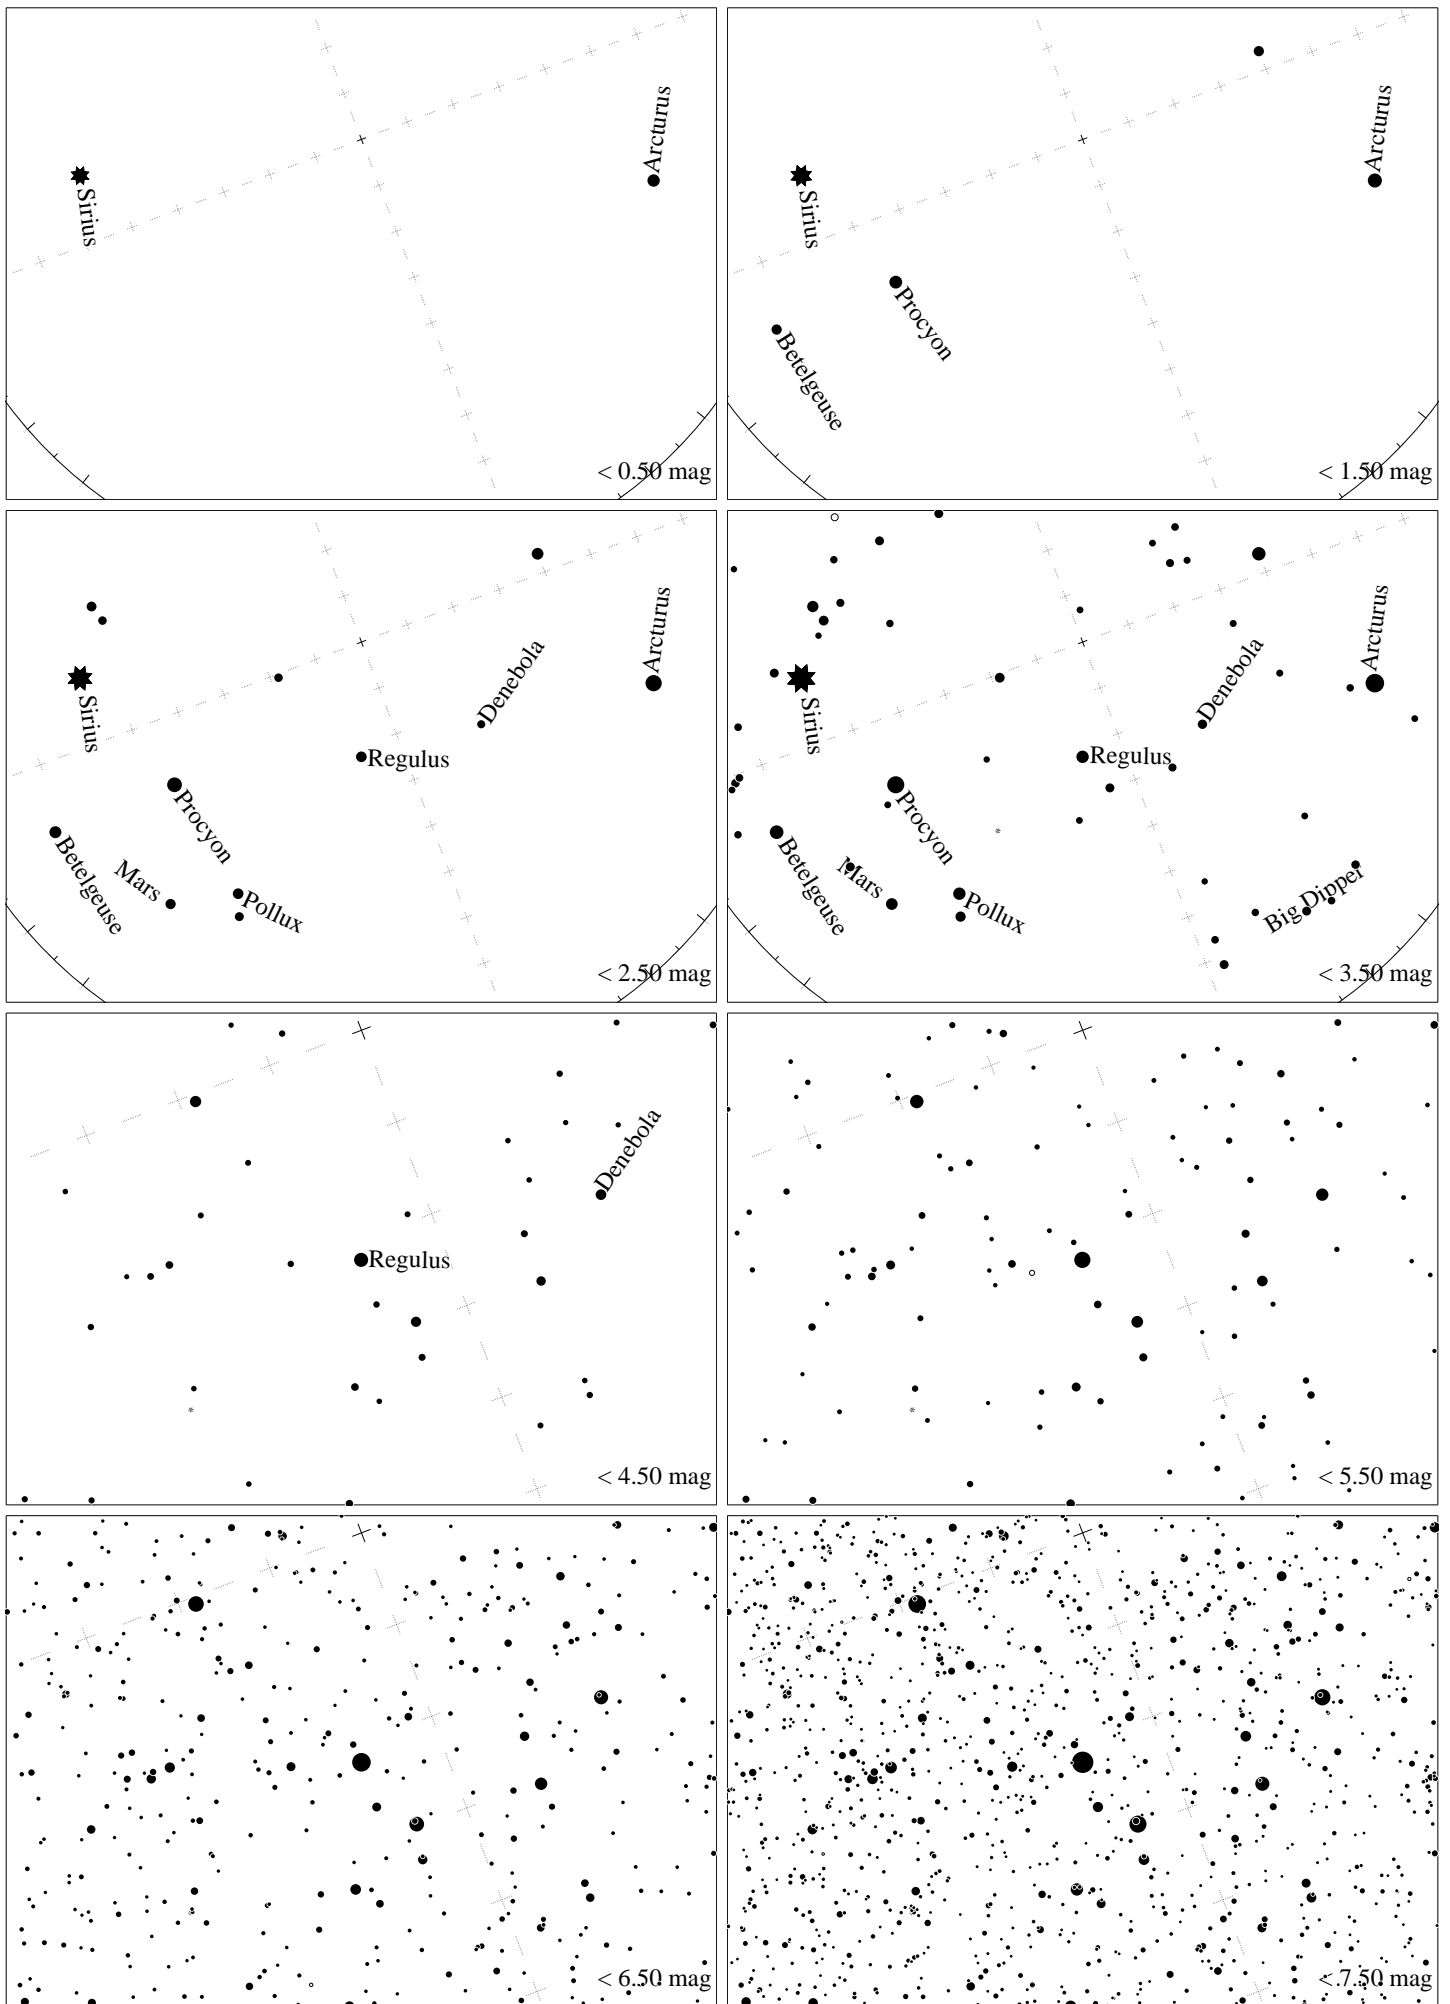 Sirius
Arcturus
< 0.50 mag
Sirius
Arcturus
Procyon
Betelgeuse
< 1.50 mag
Arcturus
Denebola
Sirius
Regulus
Procyon
Betelgeuse
Mars
Pollux
< 2.50 mag
Arcturus
Denebola
Sirius
Regulus
Procyon
Betelgeuse
Mars
Pollux
Big Dipper
< 3.50 mag
Denebola
Regulus
< 4.50 mag
< 5.50 mag
< 6.50 mag
< 7.50 mag